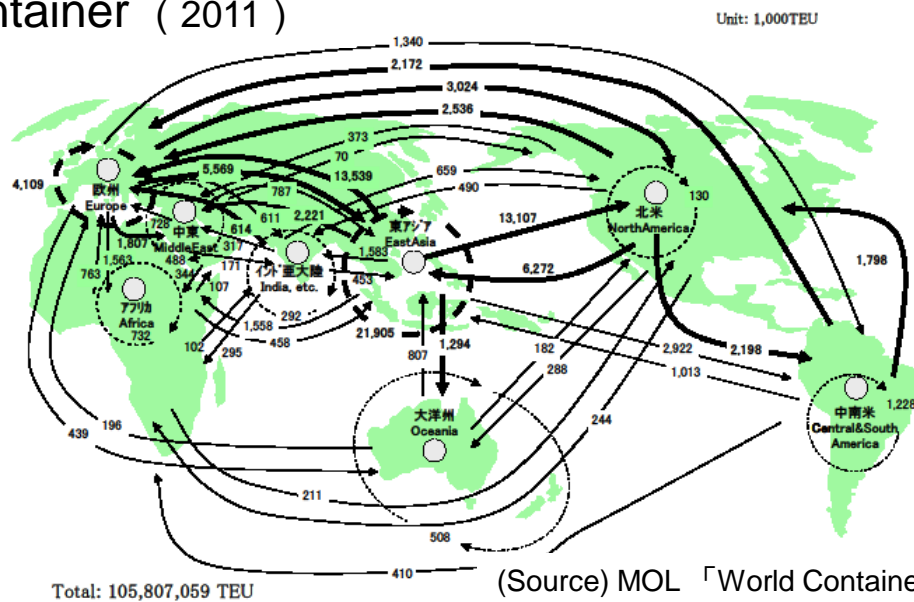 ntainer （ 2011 ）
Unit: 1,000TEU
1,340
2,172
3,024
2,536
373
70
659
490
4,109
5,569
787
13,539
欧州
Europe
728
中東
MiddleEast
611
614
2,221
317
1,807
1,563
488
763
344
171
107
インド亜大陸
India, etc.
東アジア
EastAsia
1,583
453
13,107
6,272
北米
NorthAmerica
130
1,798
アフリカ
Africa
732
292
1,558
458
102
295
21,905
807
1,294
182
288
2,922
1,013
2,198
244
大洋州
Oceania
中南米
Central&South
America
1,228
196
439
211
508
410
Total: 105,807,059 TEU
(Source) MOL 「World Containe